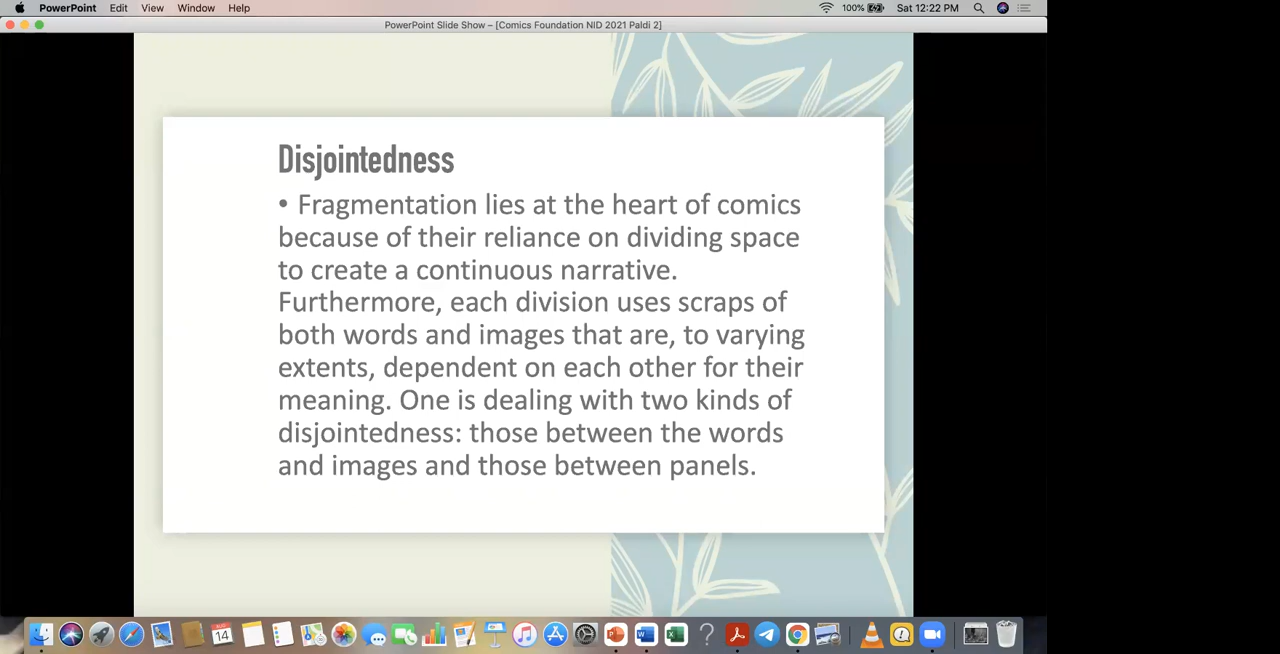 PowerPoint Edit View Window Help 100% Sat 12:22 PM
PowerPoint Slide Show – [Comics Foundation NID 2021 Paldi 2]
Disjointedness
• Fragmentation lies at the heart of comics
because of their reliance on dividing space
to create a continuous narrative.
Furthermore, each division uses scraps of
both words and images that are, to varying
extents, dependent on each other for their
meaning. One is dealing with two kinds of
disjointedness: those between the words
and images and those between panels.
AUG
14